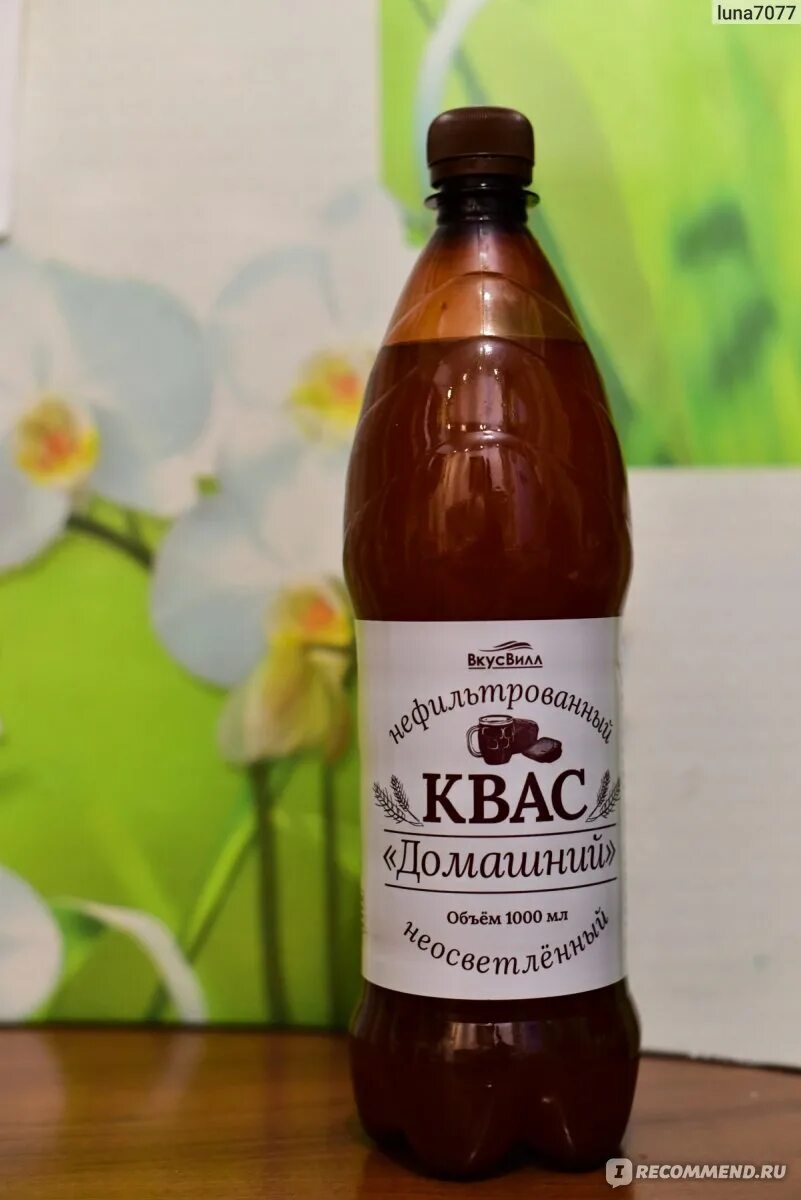 luna7077
ВкусВилл
нефильтрованный
КВАС
«Домашний»
Объём 1000 мл
неосветлённый
I RECOMMEND.RU